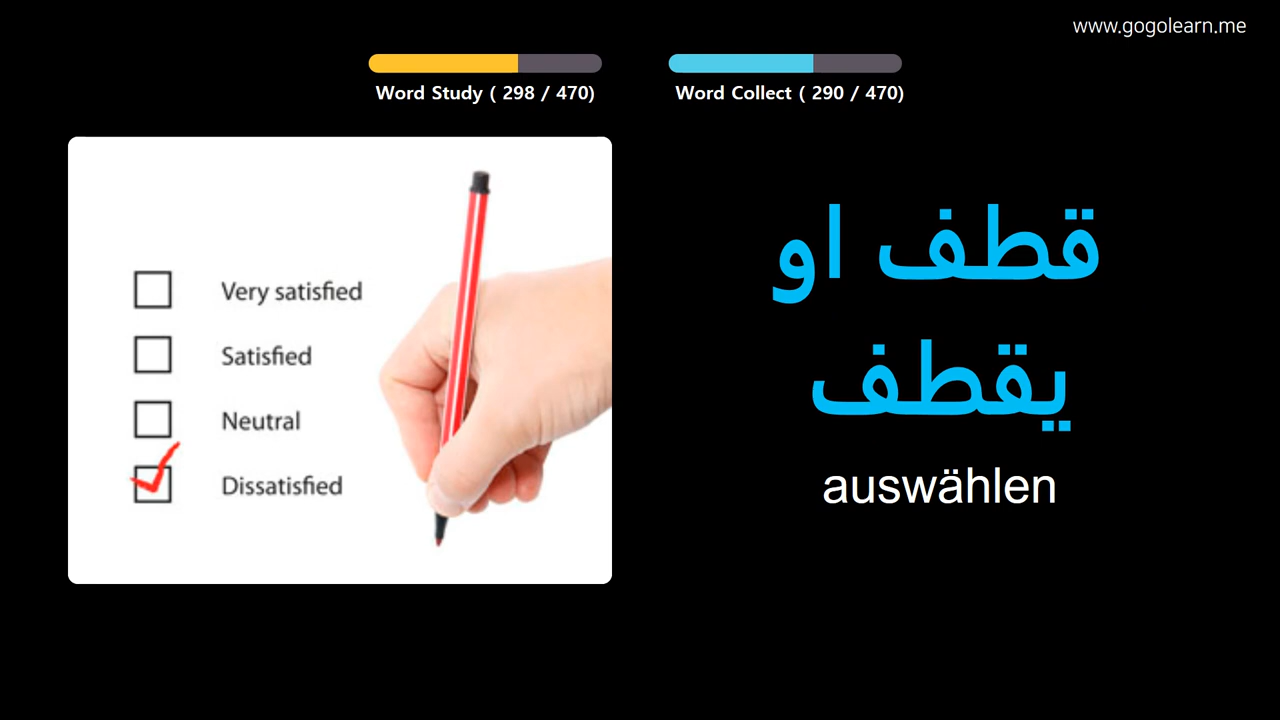 www.gogolearn.me
Word Study ( 298 / 470)
Word Collect ( 290 / 470)
Very satisfied
Satisfied
Neutral
Dissatisfied
قطف او
يقطف
auswählen